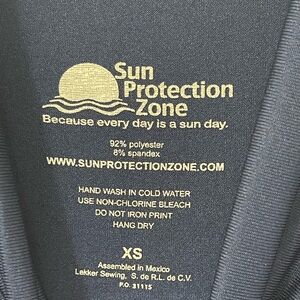 Sun
Protection
Zone
Because every day is a sun day.
92% polyester
8% spandex
WWW.SUNPROTECTIONZONE.COM
HAND WASH IN COLD WATER
USE NON-CHLORINE BLEACH
DO NOT IRON PRINT
HANG DRY
XS
Assembled in Mexico
Lekker Sewing, S. de R.L. de C.V.
P.O. 31115